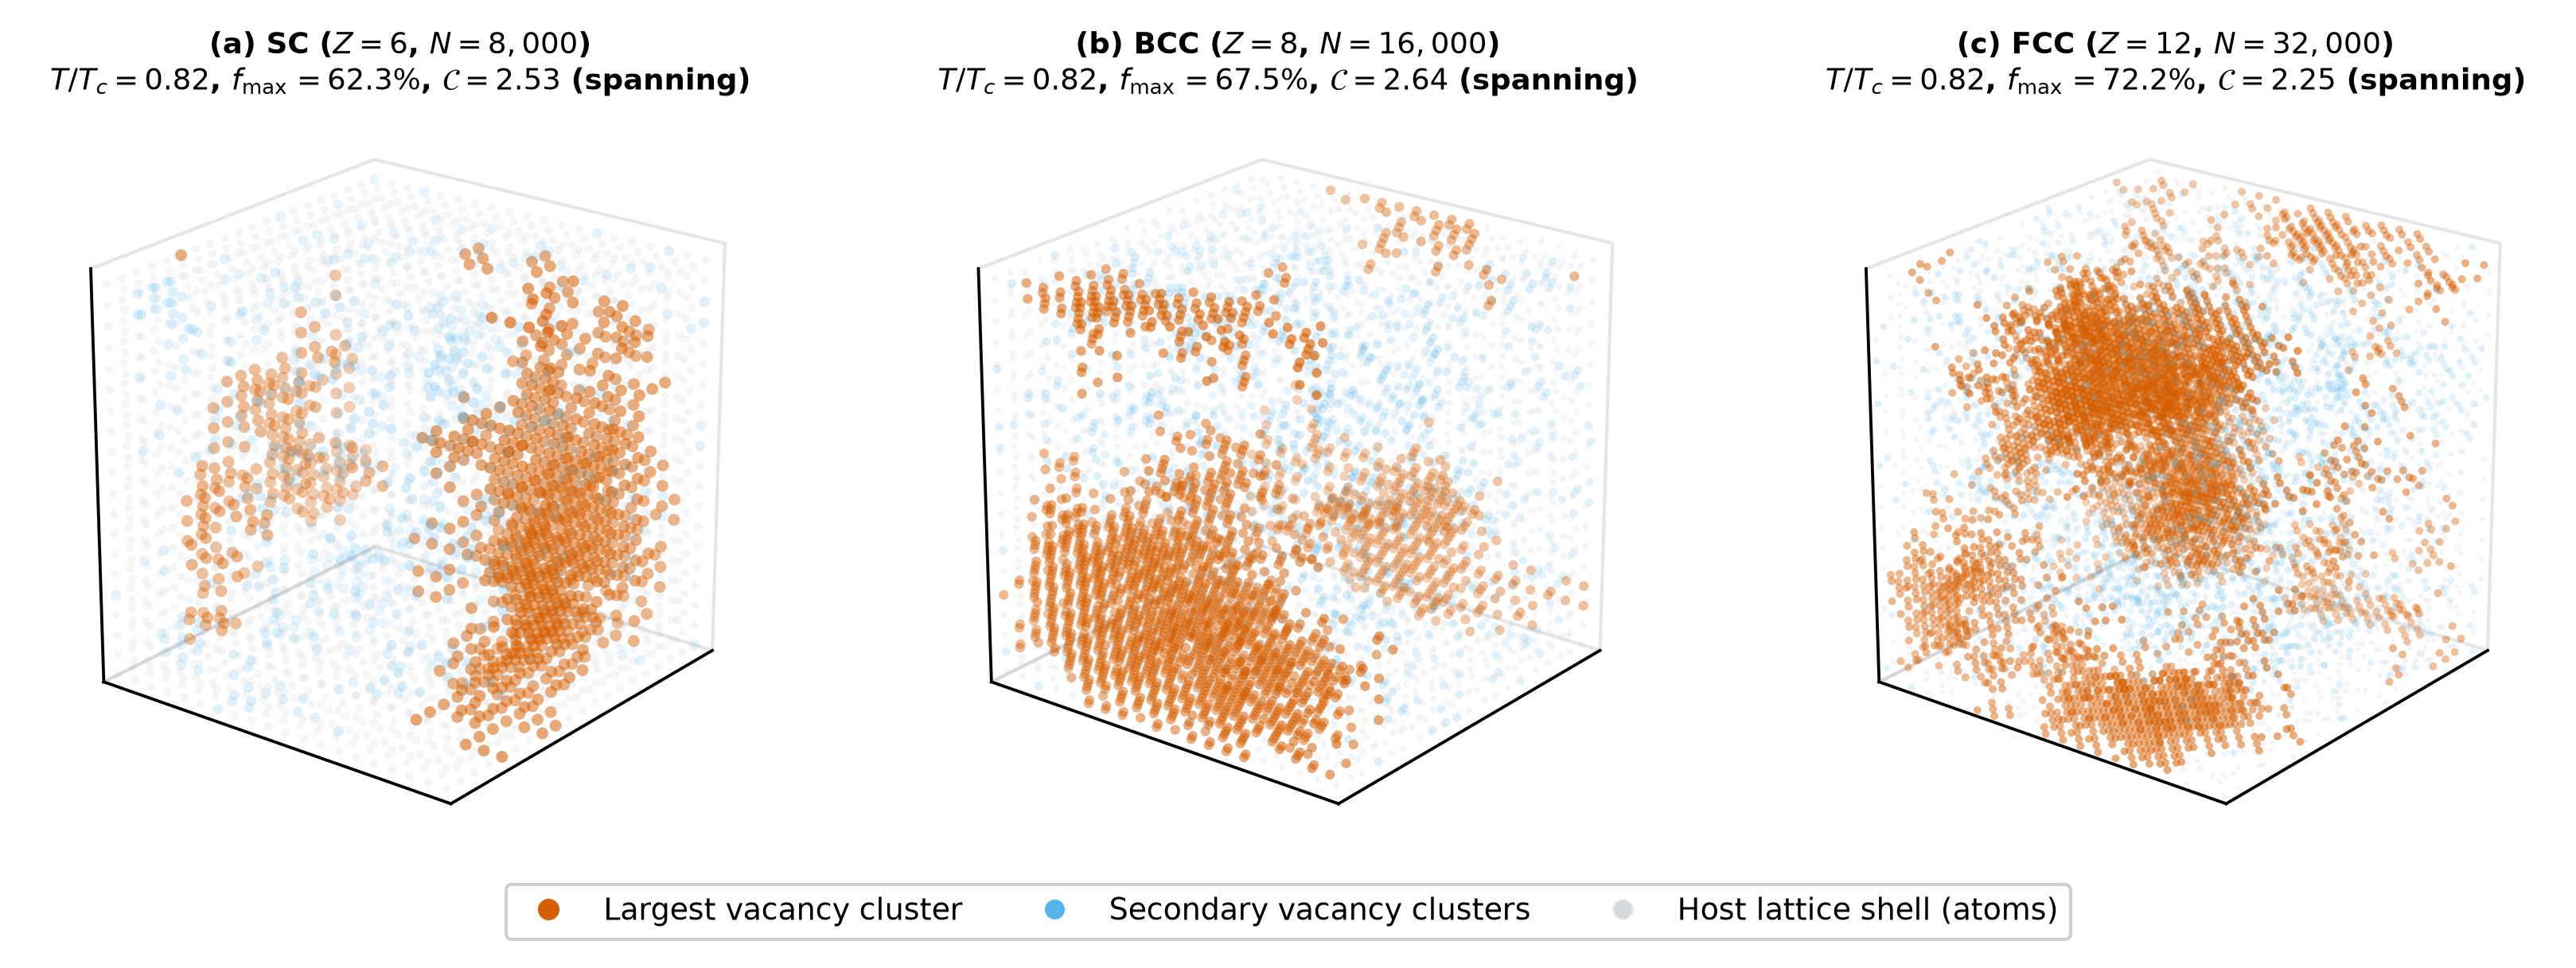 (a) SC (Z = 6, N = 8, 000)
T/T_c = 0.82, f_max = 62.3%, 𝒞 = 2.53 (spanning)
(b) BCC (Z = 8, N = 16, 000)
T/T_c = 0.82, f_max = 67.5%, 𝒞 = 2.64 (spanning)
(c) FCC (Z = 12, N = 32, 000)
T/T_c = 0.82, f_max = 72.2%, 𝒞 = 2.25 (spanning)
Largest vacancy cluster
Secondary vacancy clusters
Host lattice shell (atoms)